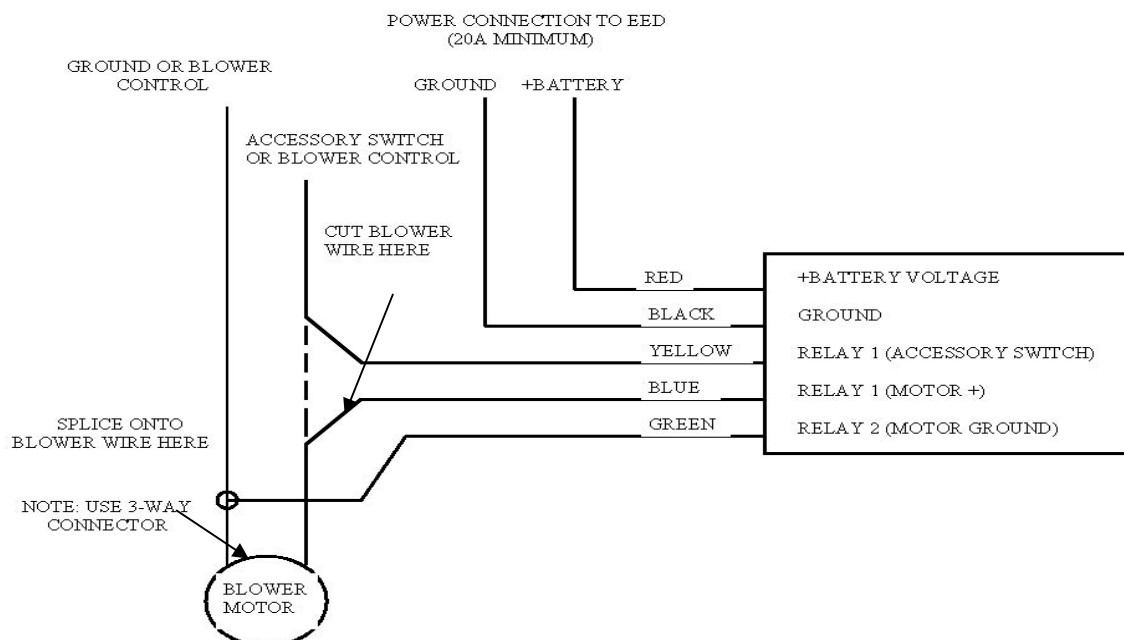 POWER CONNECTION TO EED
(20A MINIMUM)
GROUND OR BLOWER
CONTROL
GROUND
+BATTERY
ACCESSORY SWITCH
OR BLOWER CONTROL
CUT BLOWER
WIRE HERE
RED
+BATTERY VOLTAGE
BLACK
GROUND
YELLOW
RELAY 1 (ACCESSORY SWITCH)
BLUE
RELAY 1 (MOTOR +)
GREEN
RELAY 2 (MOTOR GROUND)
SPLICE ONTO
BLOWER WIRE HERE
NOTE: USE 3-WAY
CONNECTOR
BLOWER
MOTOR